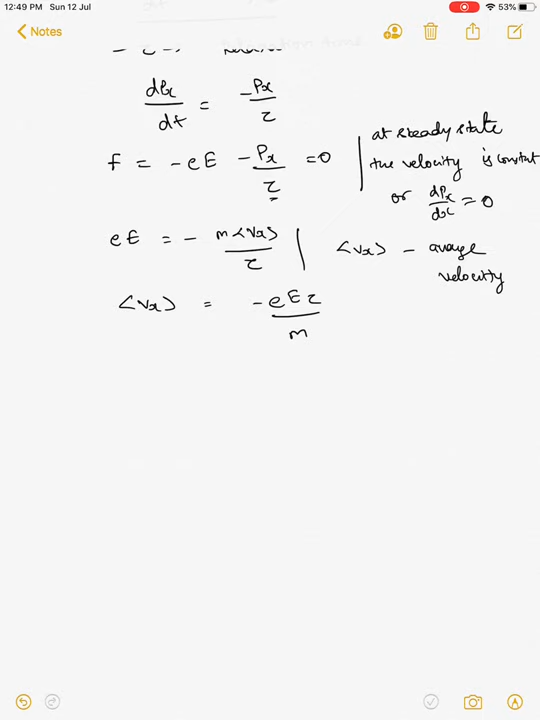 12:49 PM Sun 12 Jul
53%
Notes
dPx/dt = -Px/τ
f = -eE - Px/τ = 0
at steady state
the velocity is constant
or dPx/dx = 0
eE = - m<Vx>/τ
<Vx> - average
velocity
<Vx> = -eEτ/m